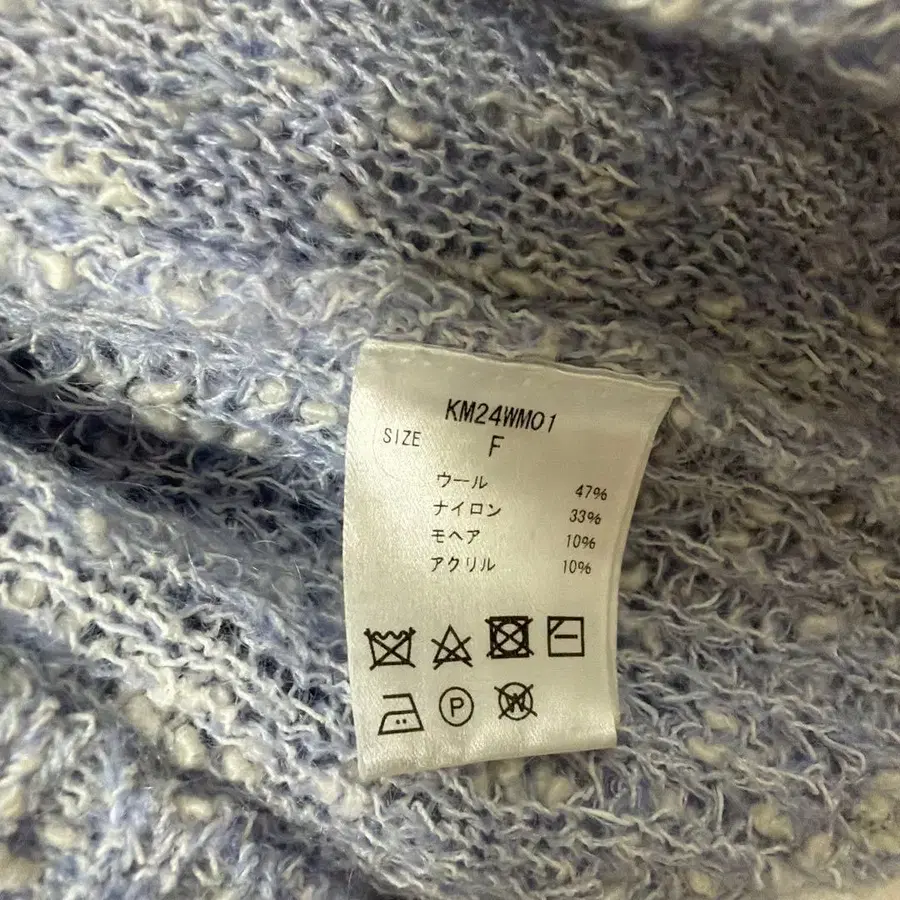 KM24WM01
SIZE F
ウール 47%
ナイロン 33%
モヘア 10%
アクリル 10%
P
W